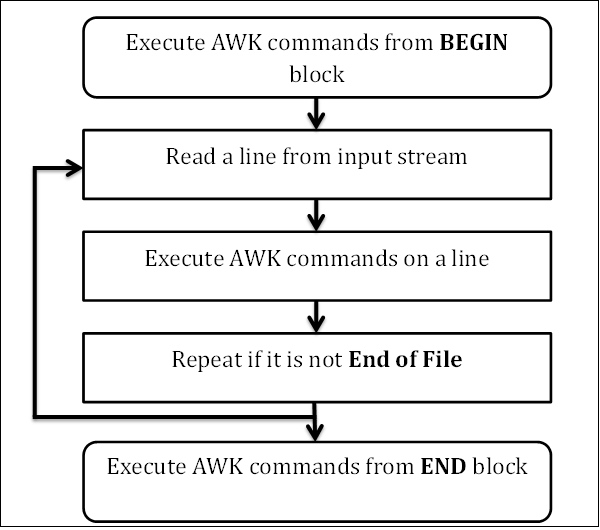 Execute AWK commands from BEGIN
block
Read a line from input stream
Execute AWK commands on a line
Repeat if it is not End of File
Execute AWK commands from END block